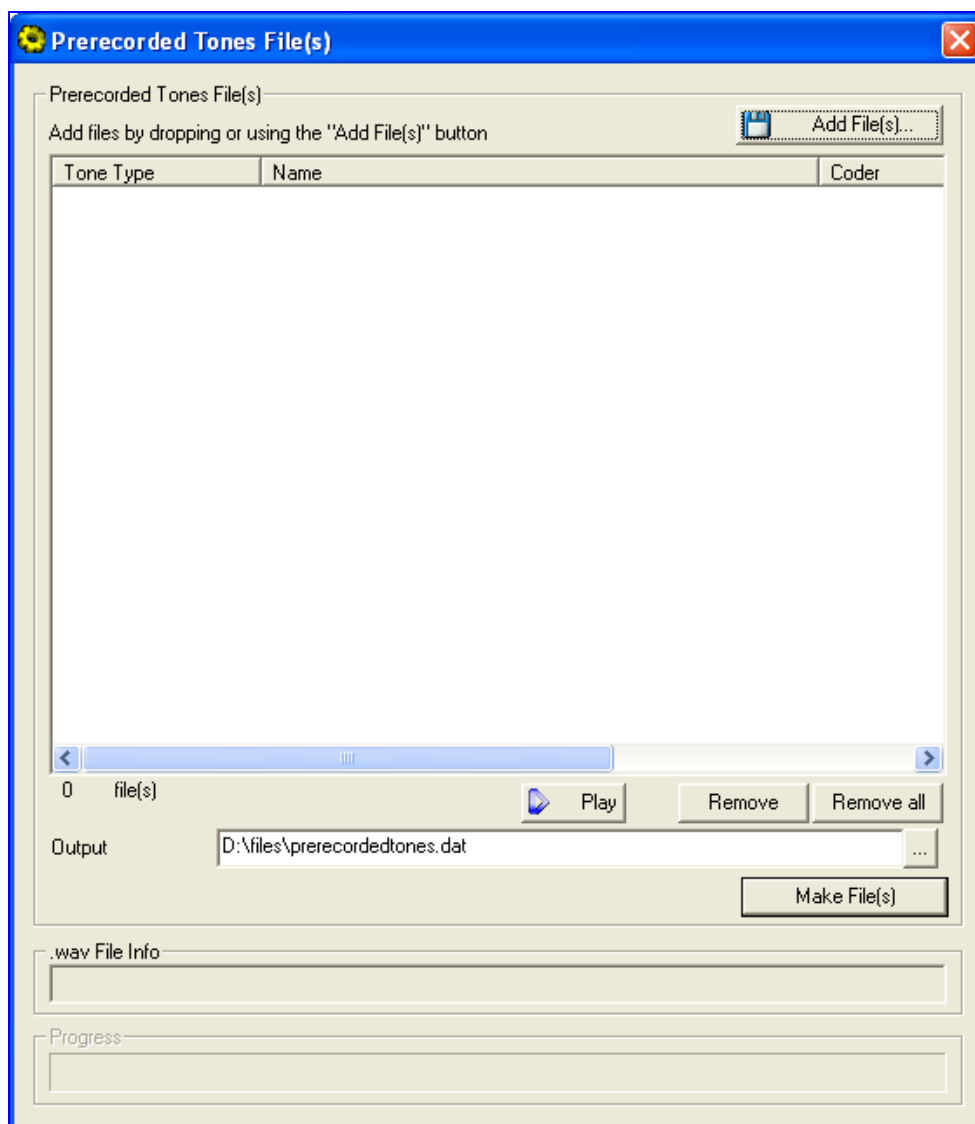 Prerecorded Tones File(s)
Prerecorded Tones File(s)
Add files by dropping or using the "Add File(s)" button
Add File(s)...
Tone Type Name Coder
0 file(s)
Play Remove Remove all
Output D:\files\prerecordedtones.dat ...
Make File(s)
.wav File Info
Progress